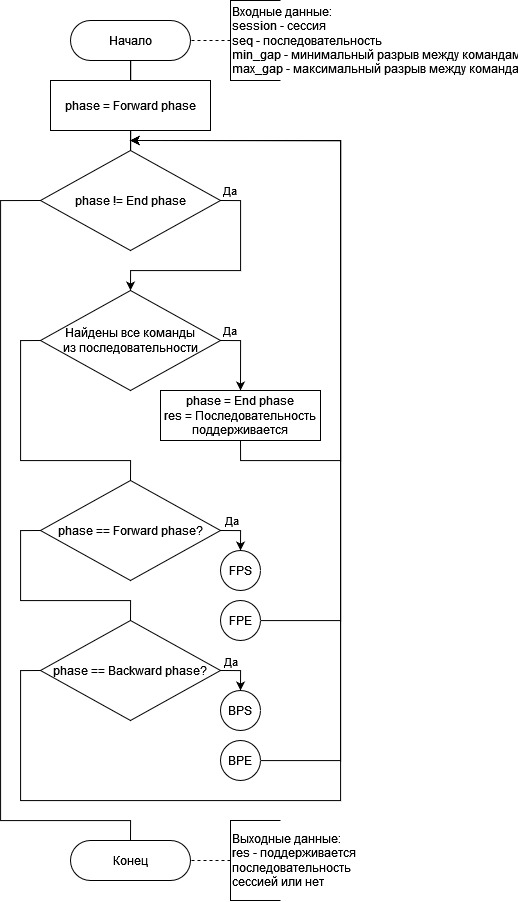 Начало
Входные данные:
session - сессия
seq - последовательность
min_gap - минимальный разрыв между командам
max_gap - максимальный разрыв между команда
phase = Forward phase
phase != End phase
Да
Найдены все команды
из последовательности
Да
phase = End phase
res = Последовательность
поддерживается
phase == Forward phase?
Да
FPS
FPE
phase == Backward phase?
Да
BPS
BPE
Конец
Выходные данные:
res - поддерживается
последовательность
сессией или нет